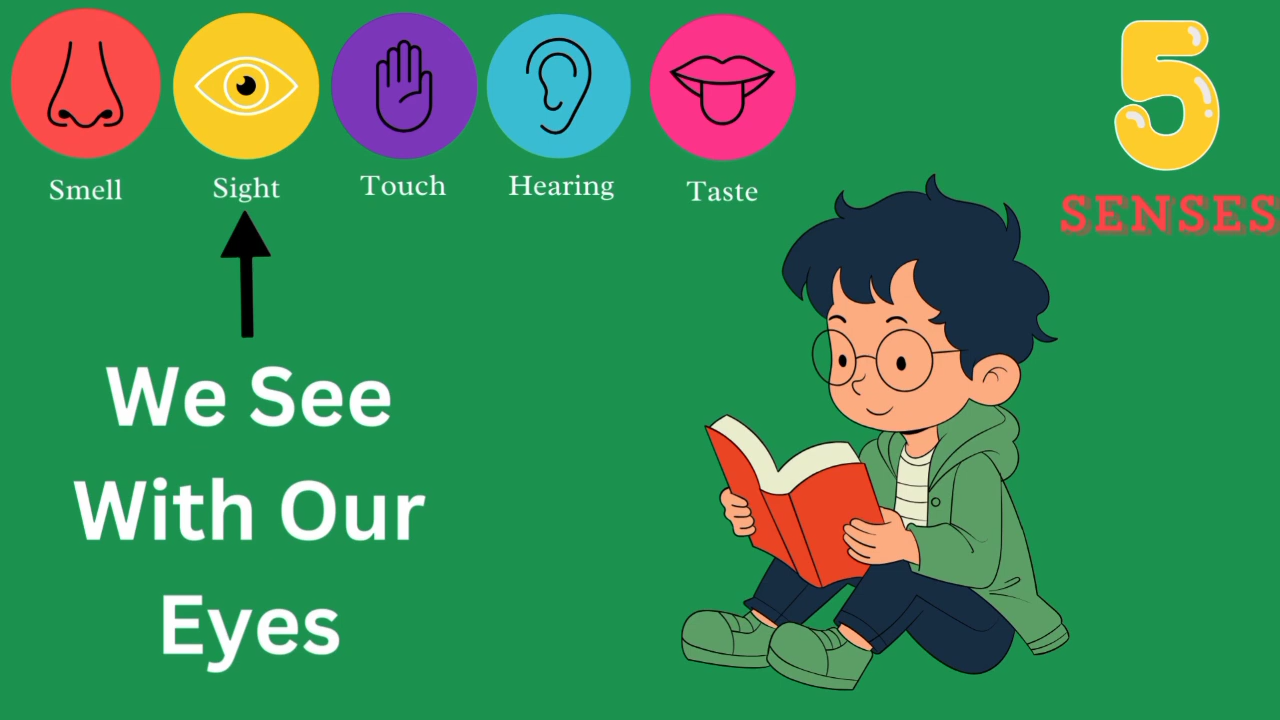 5
SENSES
Smell
Sight
Touch
Hearing
Taste
We See
With Our
Eyes